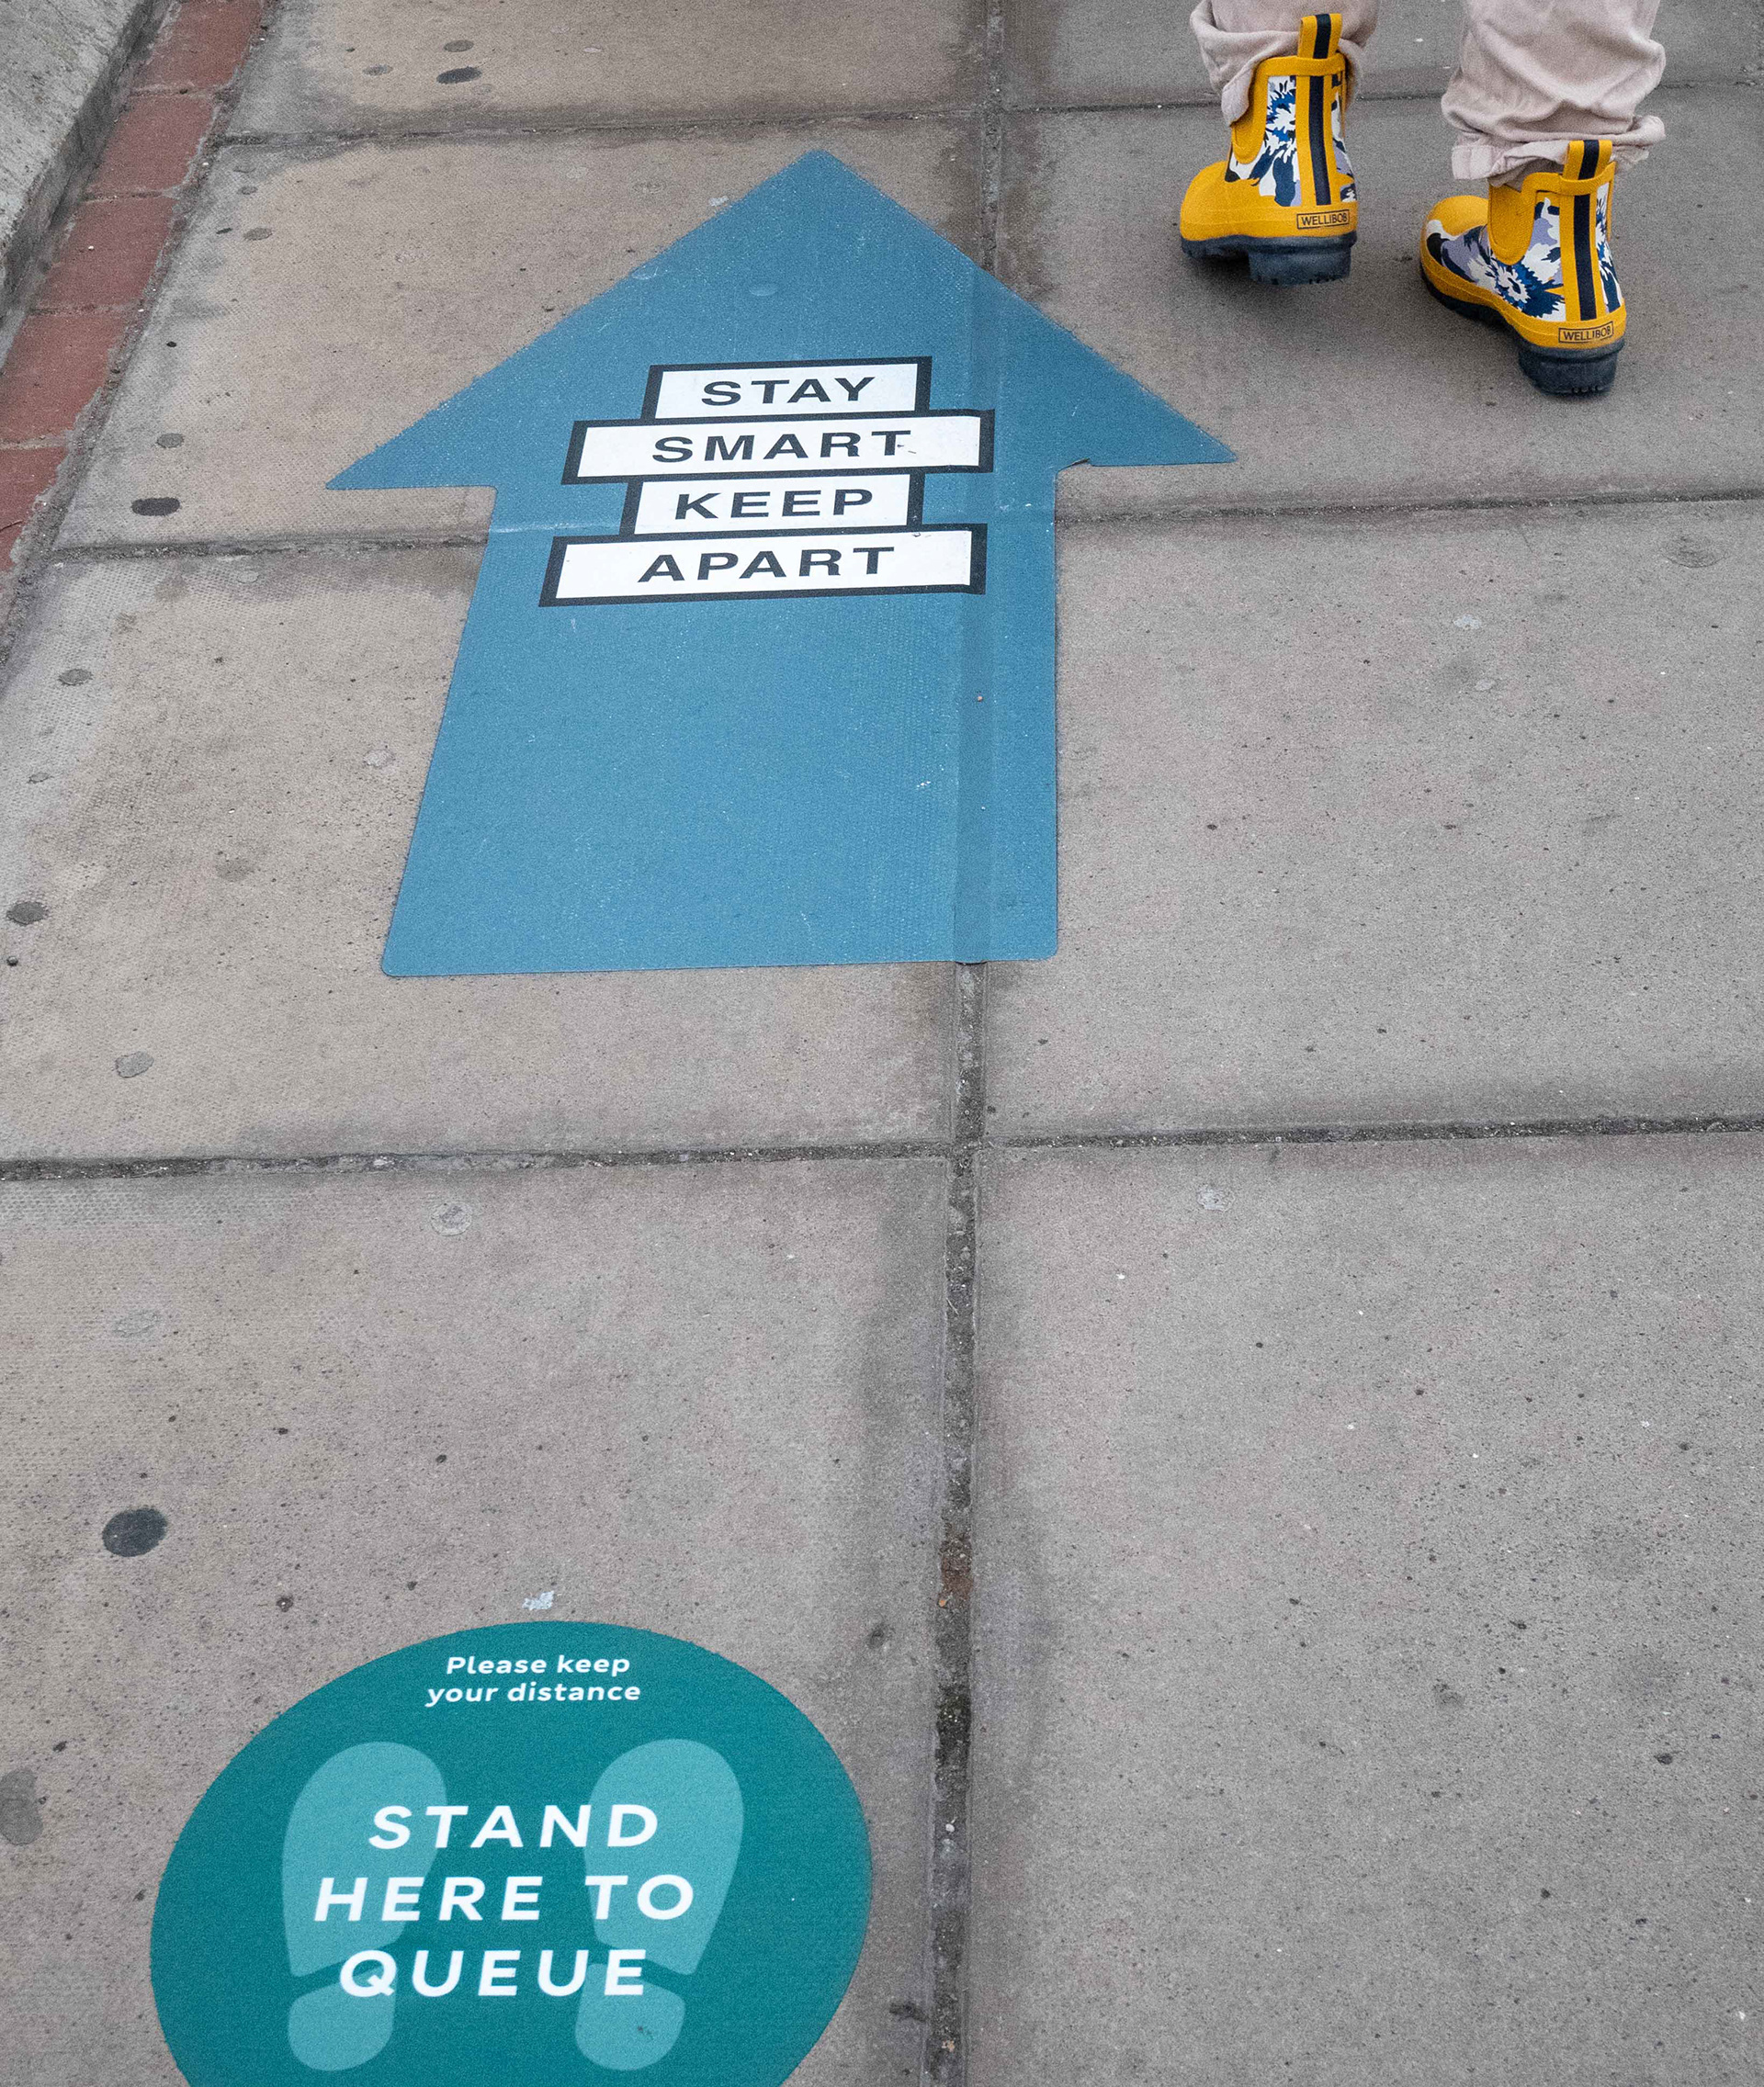 WELLIBOB
WELLIBOB
STAY
SMART
KEEP
APART
Please keep
your distance
STAND
HERE TO
QUEUE